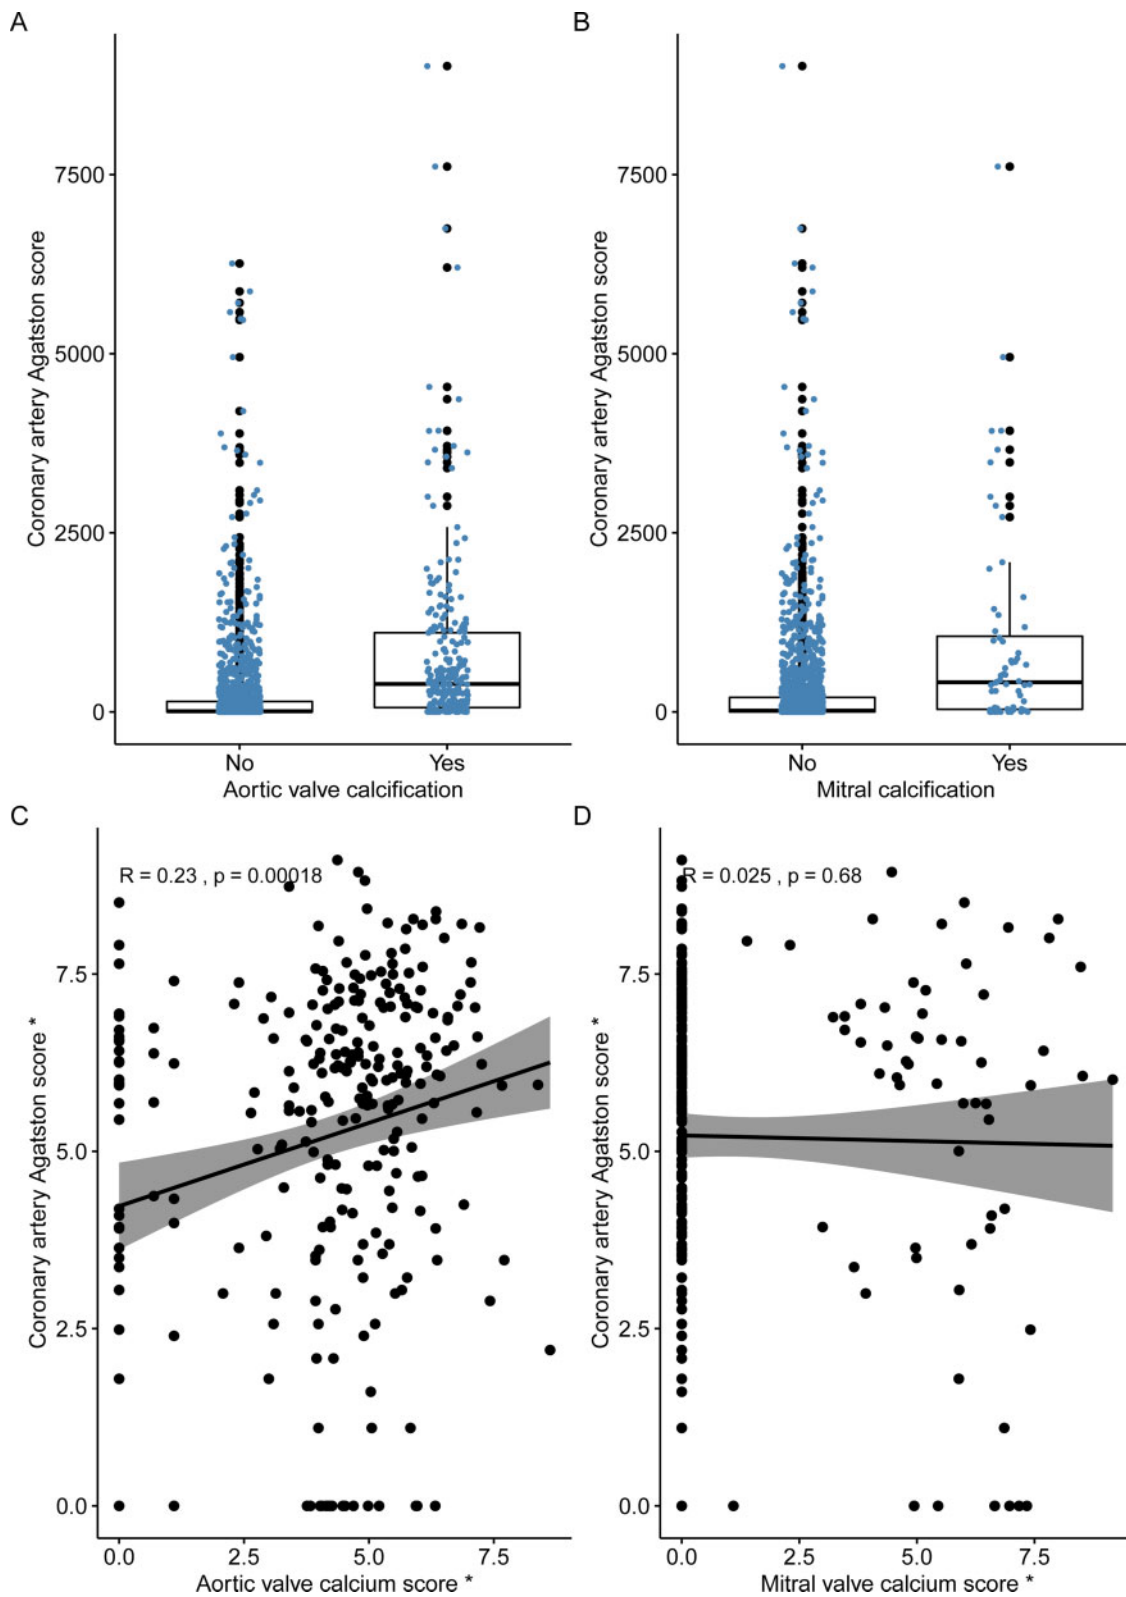 A
Coronary artery Agatston score
7500
5000
2500
0
No
Yes
Aortic valve calcification
B
Coronary artery Agatston score
7500
5000
2500
0
No
Yes
Mitral calcification
C
R = 0.23 , p = 0.00018
Coronary artery Agatston score *
7.5
5.0
2.5
0.0
0.0
2.5
5.0
7.5
Aortic valve calcium score *
D
R = 0.025 , p = 0.68
Coronary artery Agatston score *
7.5
5.0
2.5
0.0
0.0
2.5
5.0
7.5
Mitral valve calcium score *